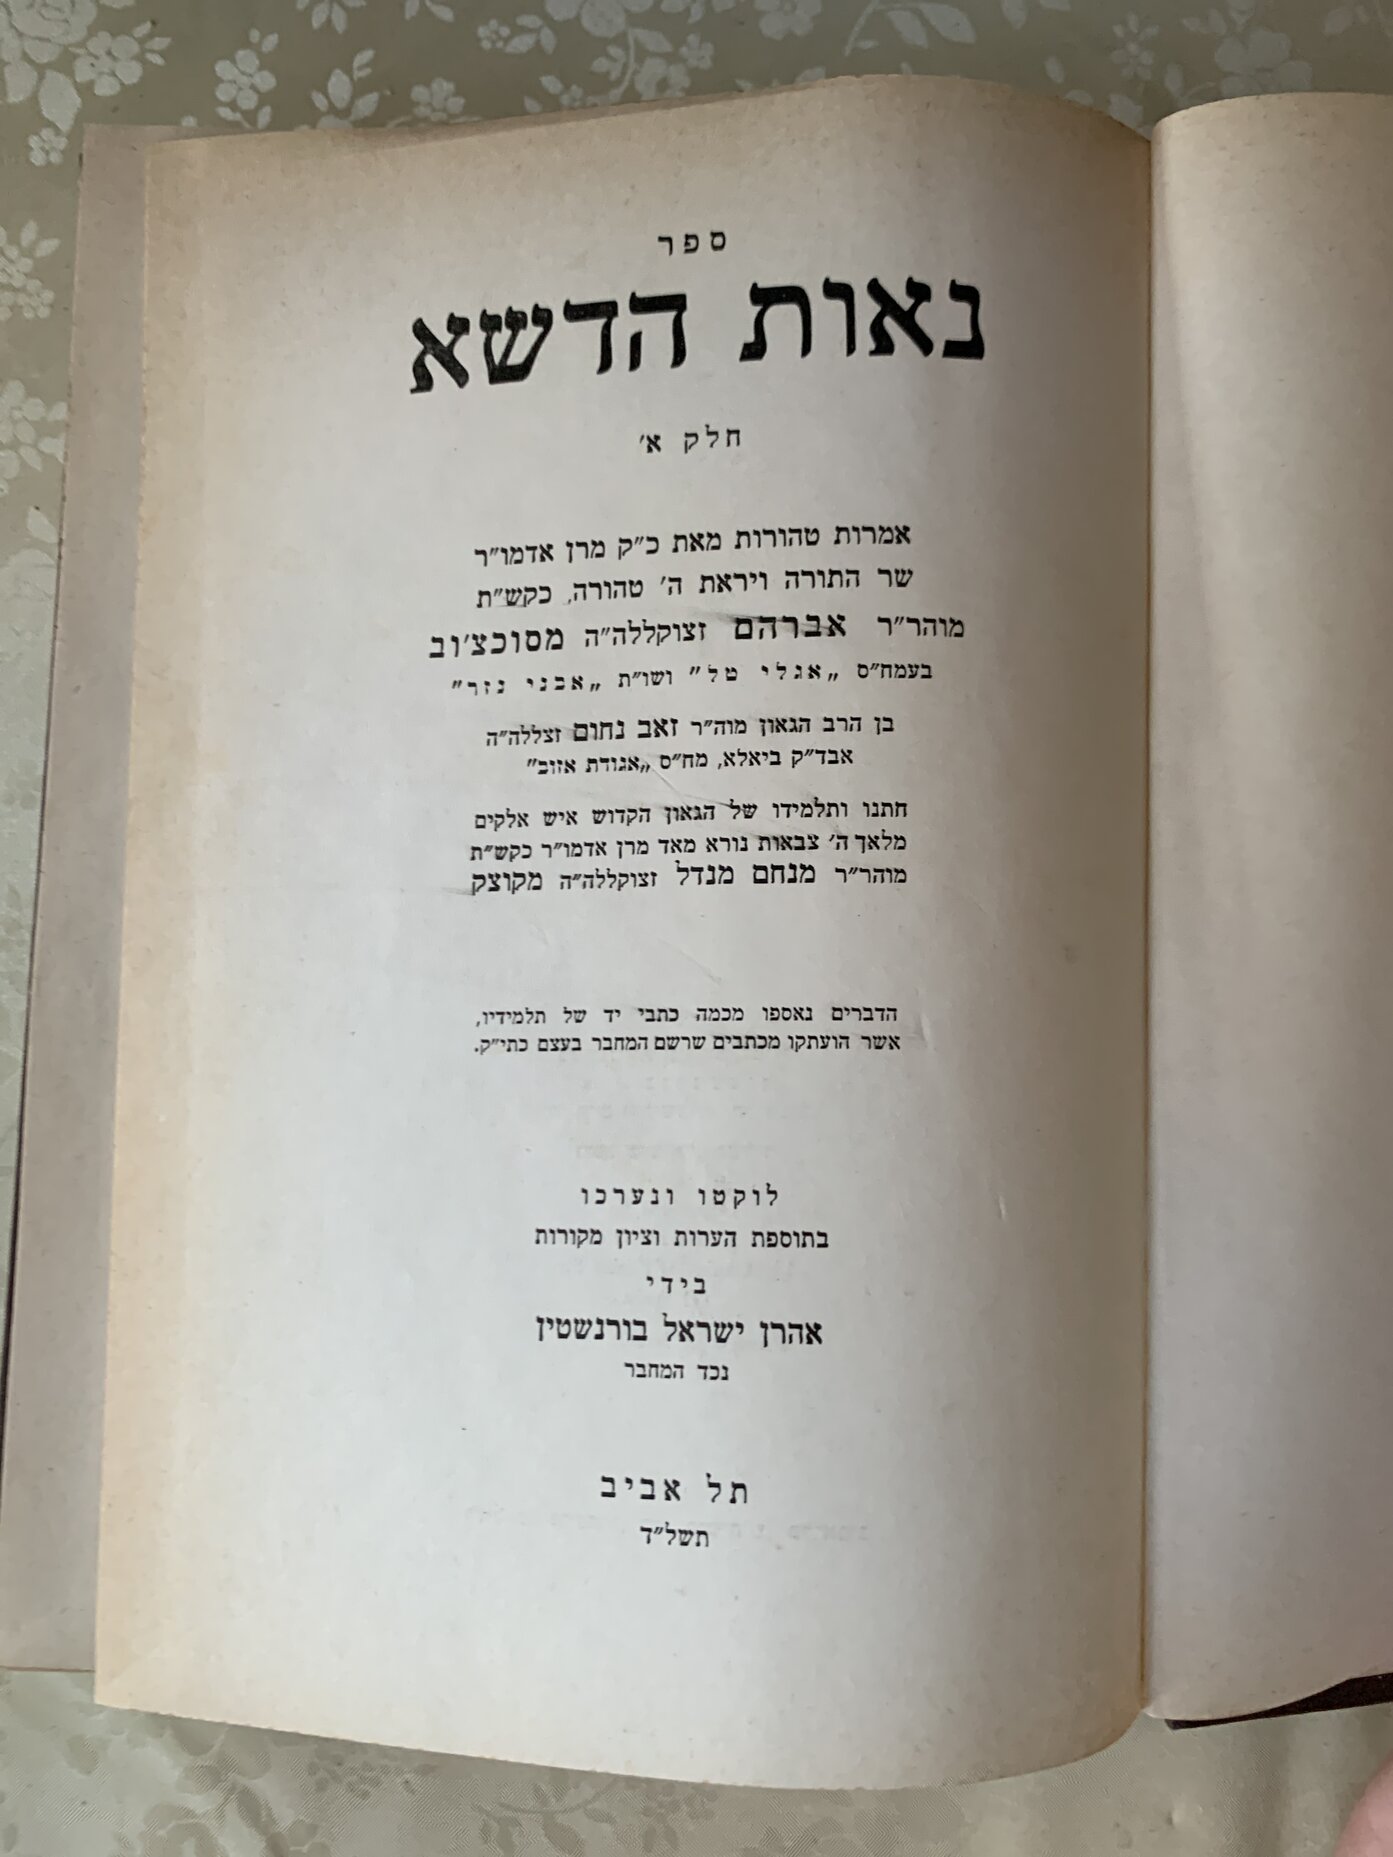 ספר
נאות הדשא
חלק א׳
אמרות טהורות מאת כ״ק מרן אדמו״ר
שר התורה ויראת ה׳ טהורה, כקש״ת
מוהר״ר אברהם זצוקללה״ה מסוכצ׳וב
בעמח״ס „אגלי טל״ ושו״ת „אבני נזר״
בן הרב הגאון מוה״ר זאב נחום זצללה״ה
אבד״ק ביאלא, מח״ס „אגודת אזוב״
חתנו ותלמידו של הגאון הקדוש איש אלקים
מלאך ה׳ צבאות נורא מאד מרן אדמו״ר כקש״ת
מוהר״ר מנחם מנדל זצוקללה״ה מקוצק
הדברים נאספו מכמה כתבי יד של תלמידיו,
אשר הועתקו מכתבים שרשם המחבר בעצם כתי״ק.
לוקטו ונערכו
בתוספת הערות וציון מקורות
בידי
אהרן ישראל בורנשטין
נכד המחבר
תל אביב
תשל״ד